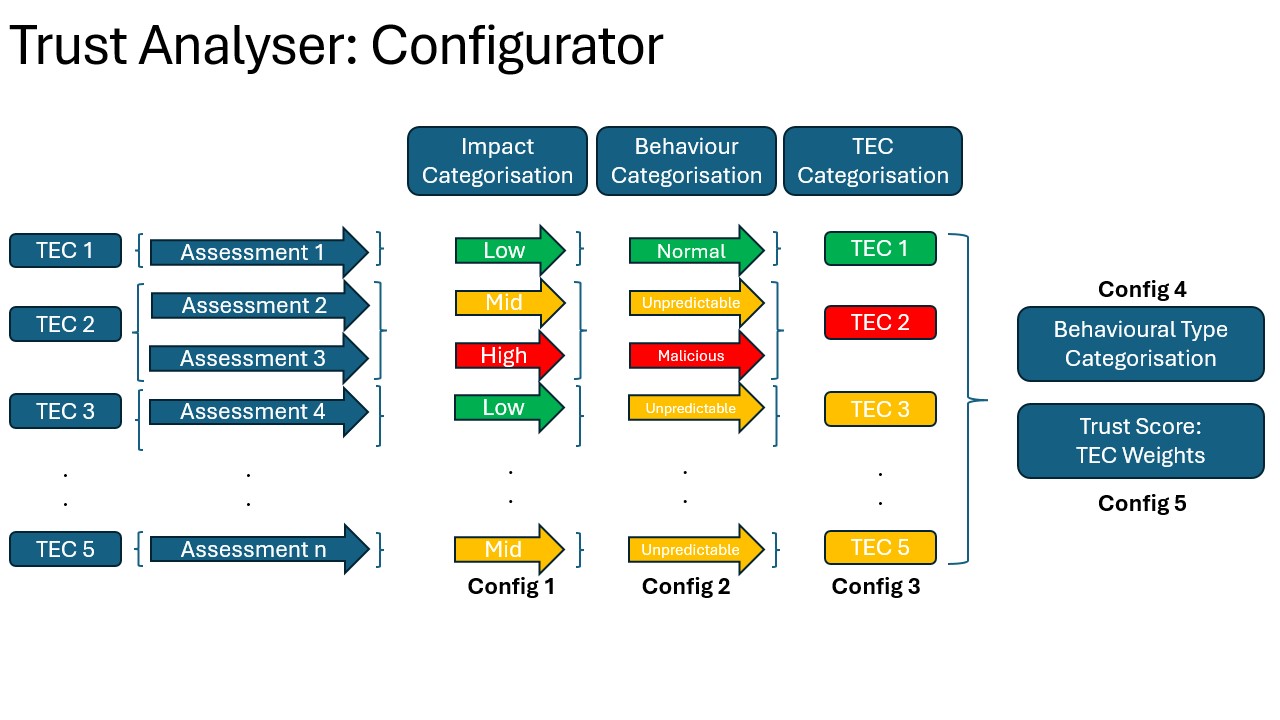 Trust Analyser: Configurator
Impact
Categorisation
Behaviour
Categorisation
TEC
Categorisation
TEC 1
Assessment 1
Low
Normal
TEC 1
TEC 2
Assessment 2
Mid
Unpredictable
TEC 2
Assessment 3
High
Malicious
TEC 3
Assessment 4
Low
Unpredictable
TEC 3
. . . . .
. . . . .
TEC 5
Assessment n
Mid
Unpredictable
TEC 5
Config 1
Config 2
Config 3
Config 4
Behavioural Type
Categorisation
Trust Score:
TEC Weights
Config 5